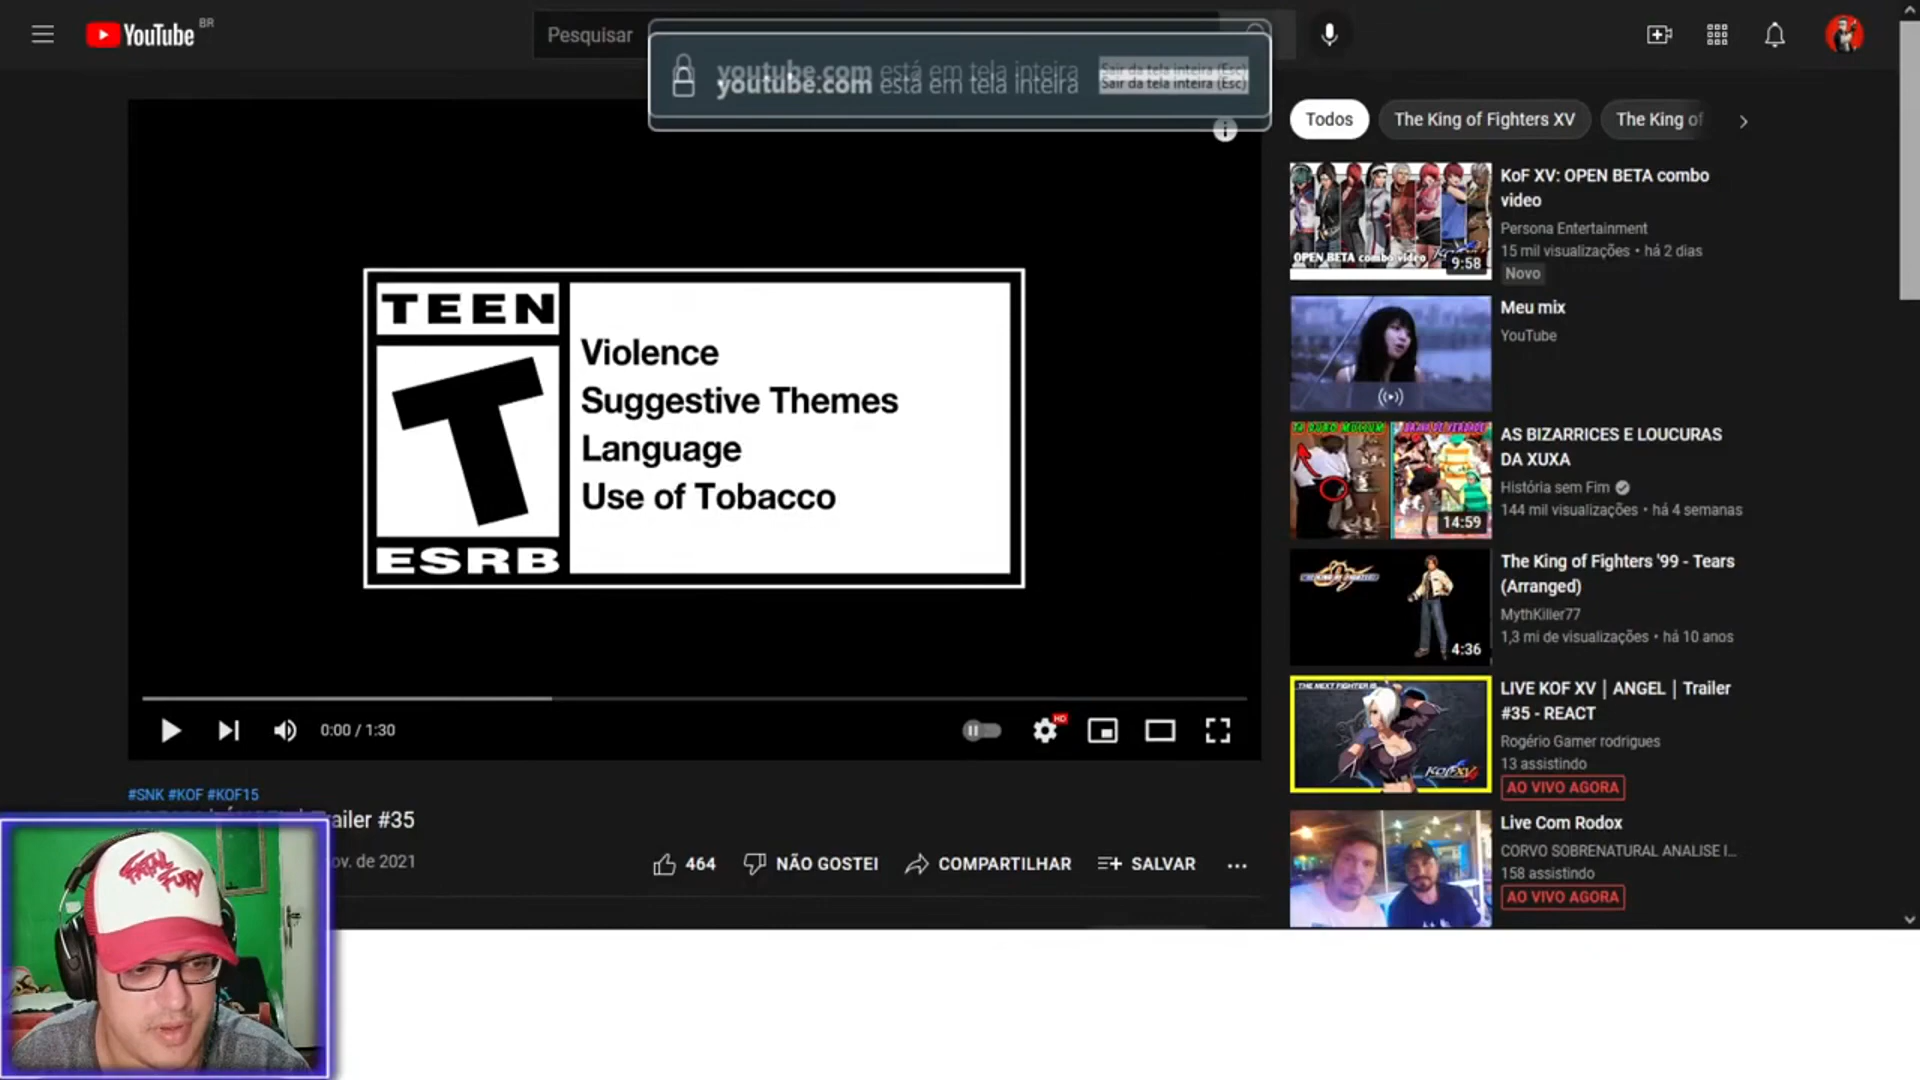 YouTube BR
Pesquisar
youtube.com está em tela inteira
Sair da tela inteira (Esc)
TEEN
T
ESRB
Violence
Suggestive Themes
Language
Use of Tobacco
0:00 / 1:30
HD
#SNK #KOF #KOF15
Trailer #35
ov. de 2021
464
NÃO GOSTEI
COMPARTILHAR
SALVAR
FATAL FURY
Todos
The King of Fighters XV
The King of
OPEN BETA combo video
9:58
KoF XV: OPEN BETA combo
video
Persona Entertainment
15 mil visualizações • há 2 dias
Novo
Meu mix
YouTube
14:59
AS BIZARRICES E LOUCURAS
DA XUXA
História sem Fim
144 mil visualizações • há 4 semanas
4:36
The King of Fighters '99 - Tears
(Arranged)
MythKiller77
1,3 mi de visualizações • há 10 anos
THE NEXT FIGHTER IS
KOF XV
LIVE KOF XV | ANGEL | Trailer
#35 - REACT
Rogério Gamer rodrigues
13 assistindo
AO VIVO AGORA
Live Com Rodox
CORVO SOBRENATURAL ANALISE I...
158 assistindo
AO VIVO AGORA